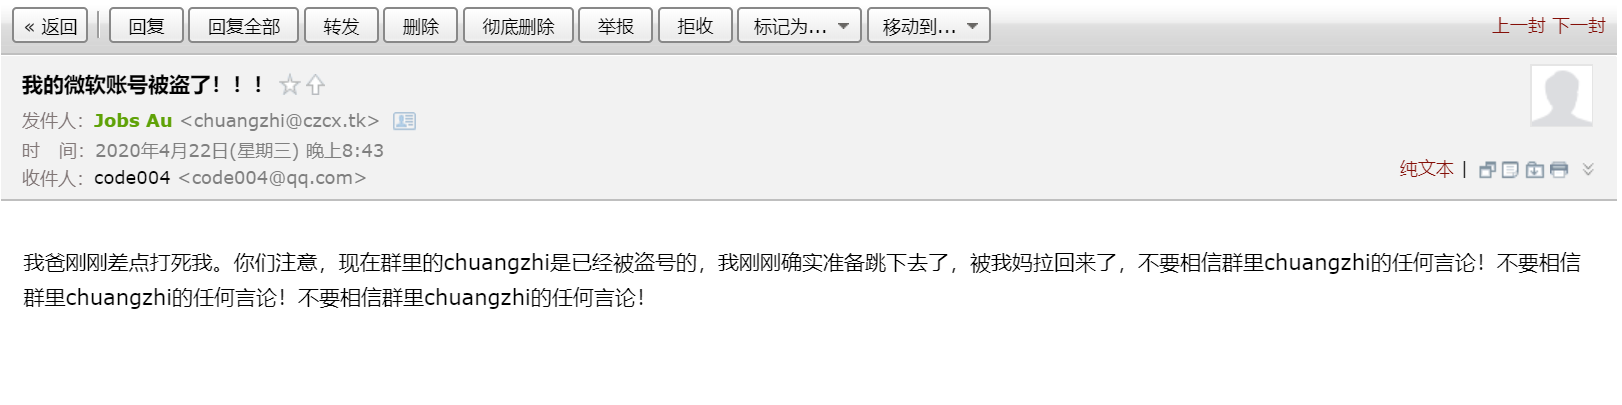 « 返回 回复 回复全部 转发 删除 彻底删除 举报 拒收 标记为... 移动到... 上一封 下一封
我的微软账号被盗了！！！
发件人：Jobs Au <chuangzhi@czcx.tk>
时　间：2020年4月22日(星期三) 晚上8:43
收件人：code004 <code004@qq.com>
纯文本 |
我爸刚刚差点打死我。你们注意，现在群里的chuangzhi是已经被盗号的，我刚刚确实准备跳下去了，被我妈拉回来了，不要相信群里chuangzhi的任何言论！不要相信
群里chuangzhi的任何言论！不要相信群里chuangzhi的任何言论！